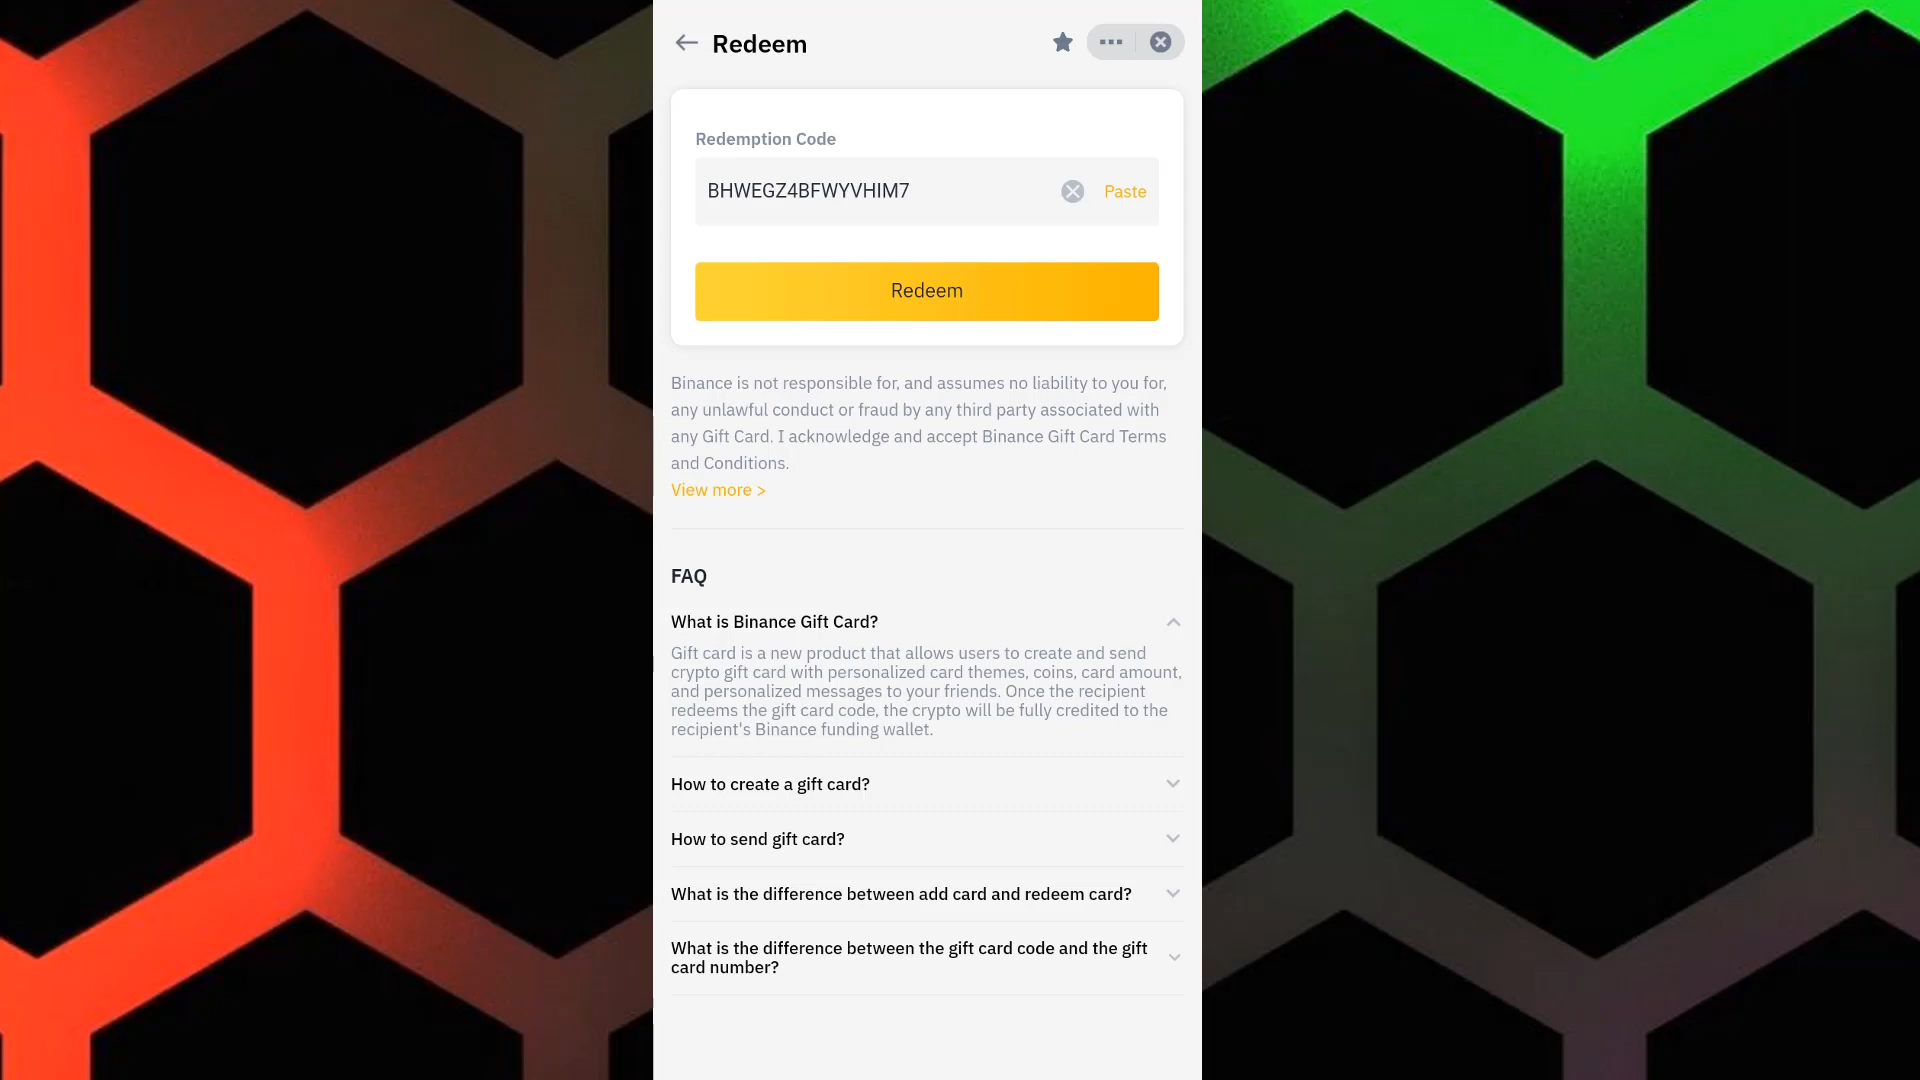 Redeem
Redemption Code
BHWEGZ4BFWYVHIM7
Paste
Redeem
Binance is not responsible for, and assumes no liability to you for,
any unlawful conduct or fraud by any third party associated with
any Gift Card. I acknowledge and accept Binance Gift Card Terms
and Conditions.
View more >
FAQ
What is Binance Gift Card?
Gift card is a new product that allows users to create and send
crypto gift card with personalized card themes, coins, card amount,
and personalized messages to your friends. Once the recipient
redeems the gift card code, the crypto will be fully credited to the
recipient's Binance funding wallet.
How to create a gift card?
How to send gift card?
What is the difference between add card and redeem card?
What is the difference between the gift card code and the gift
card number?